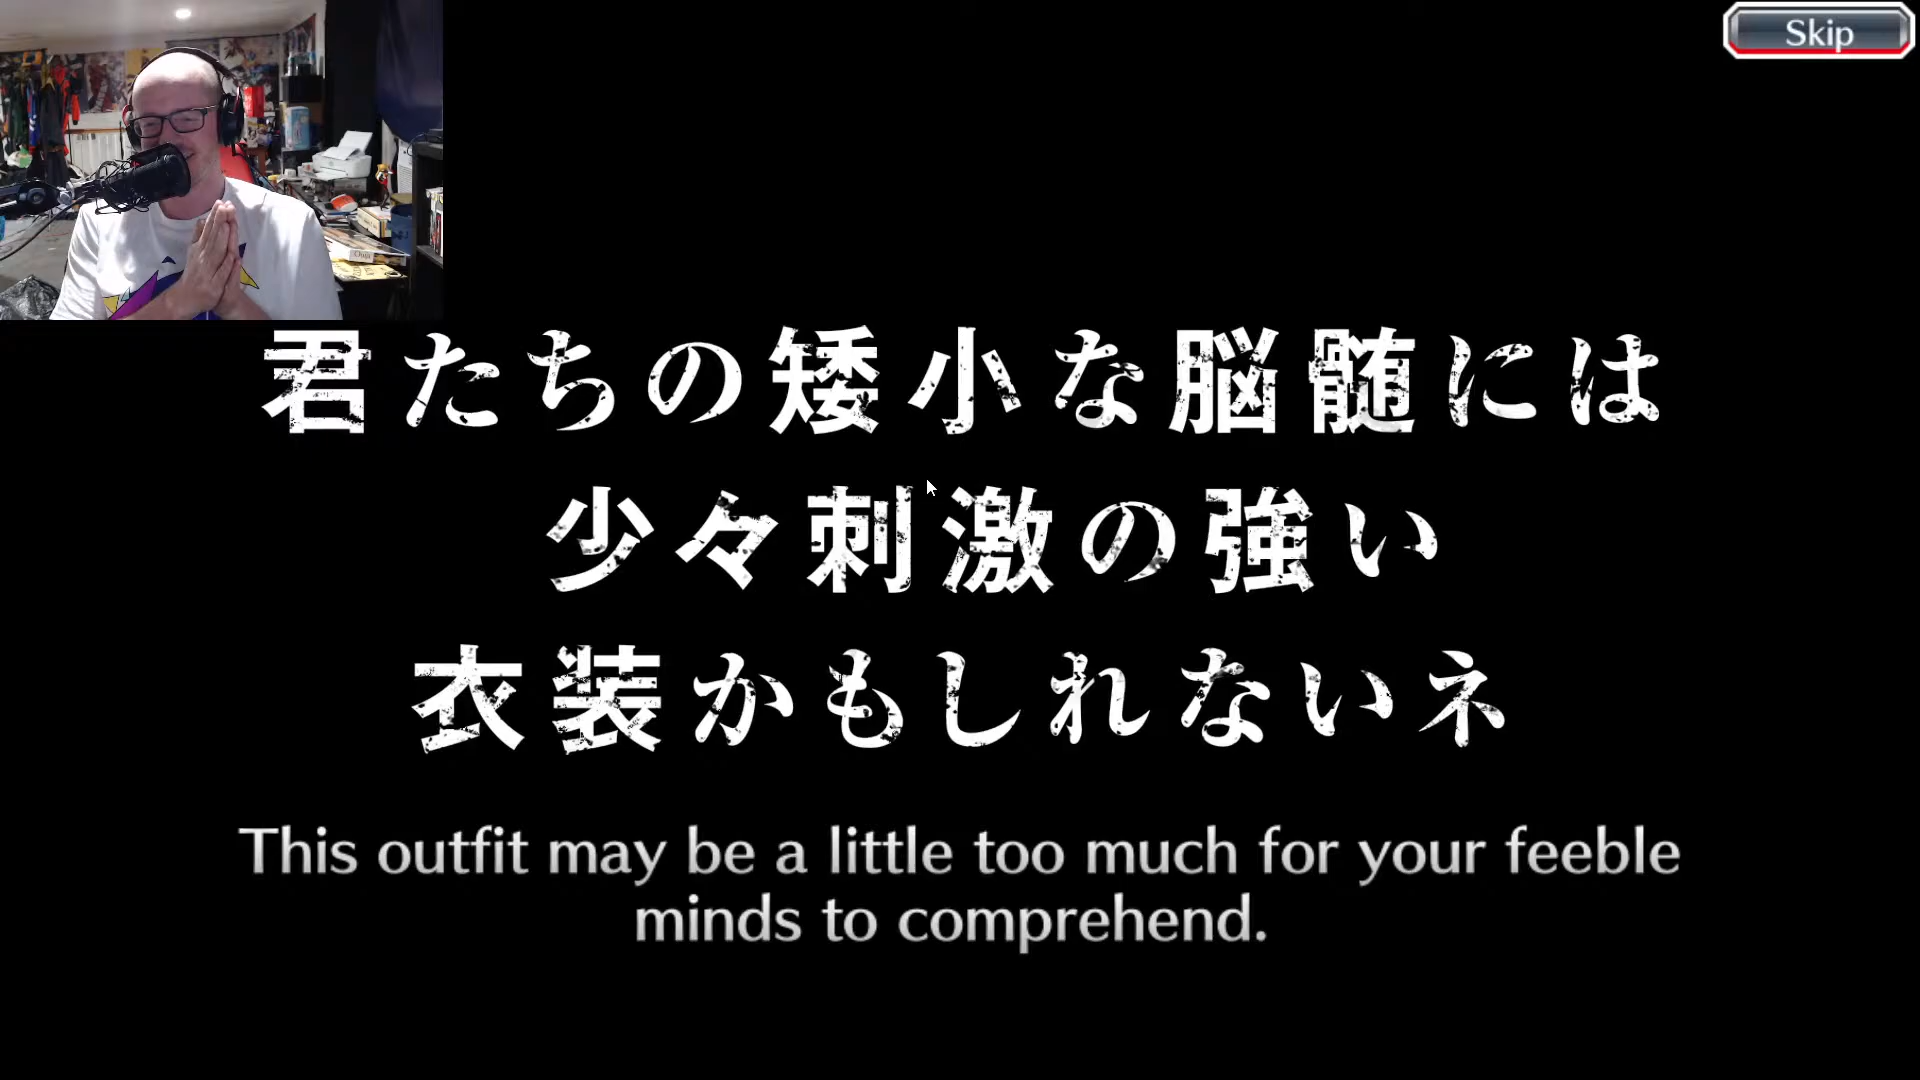 Skip
君たちの矮小な脳髄には
少々刺激の強い
衣装かもしれないネ
This outfit may be a little too much for your feeble
minds to comprehend.